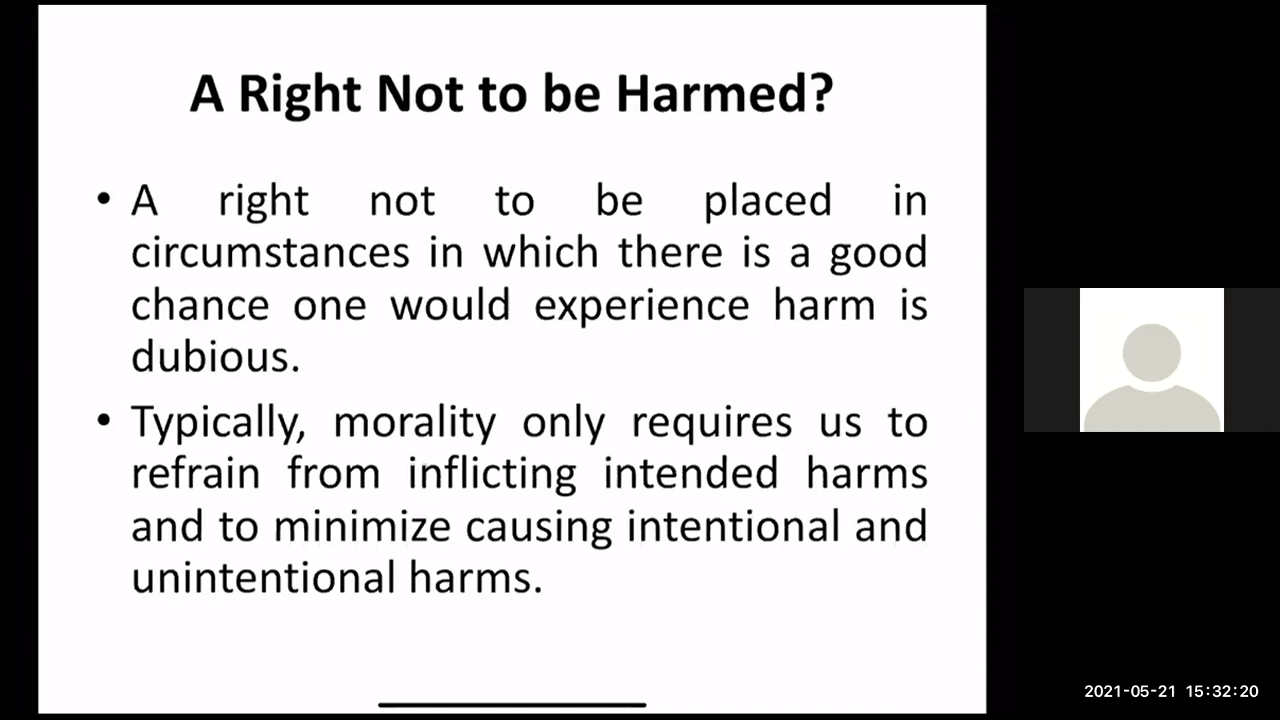 A Right Not to be Harmed?
• A right not to be placed in
circumstances in which there is a good
chance one would experience harm is
dubious.
• Typically, morality only requires us to
refrain from inflicting intended harms
and to minimize causing intentional and
unintentional harms.
2021-05-21 15:32:20